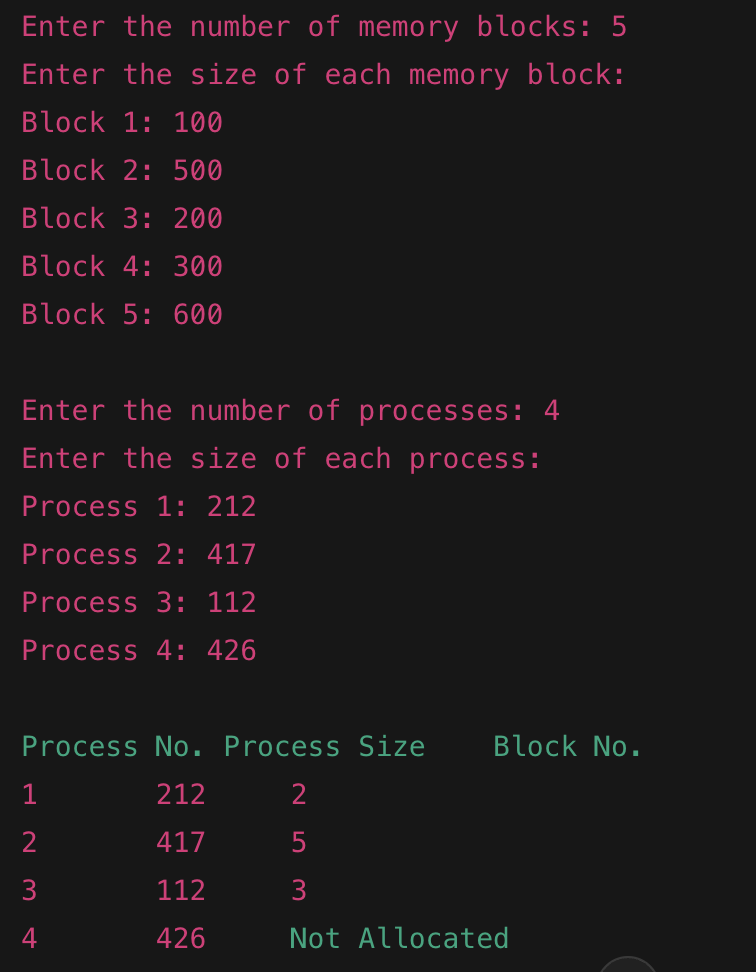 Enter the number of memory blocks: 5
Enter the size of each memory block:
Block 1: 100
Block 2: 500
Block 3: 200
Block 4: 300
Block 5: 600
Enter the number of processes: 4
Enter the size of each process:
Process 1: 212
Process 2: 417
Process 3: 112
Process 4: 426
Process No. Process Size    Block No.
1       212     2
2       417     5
3       112     3
4       426     Not Allocated